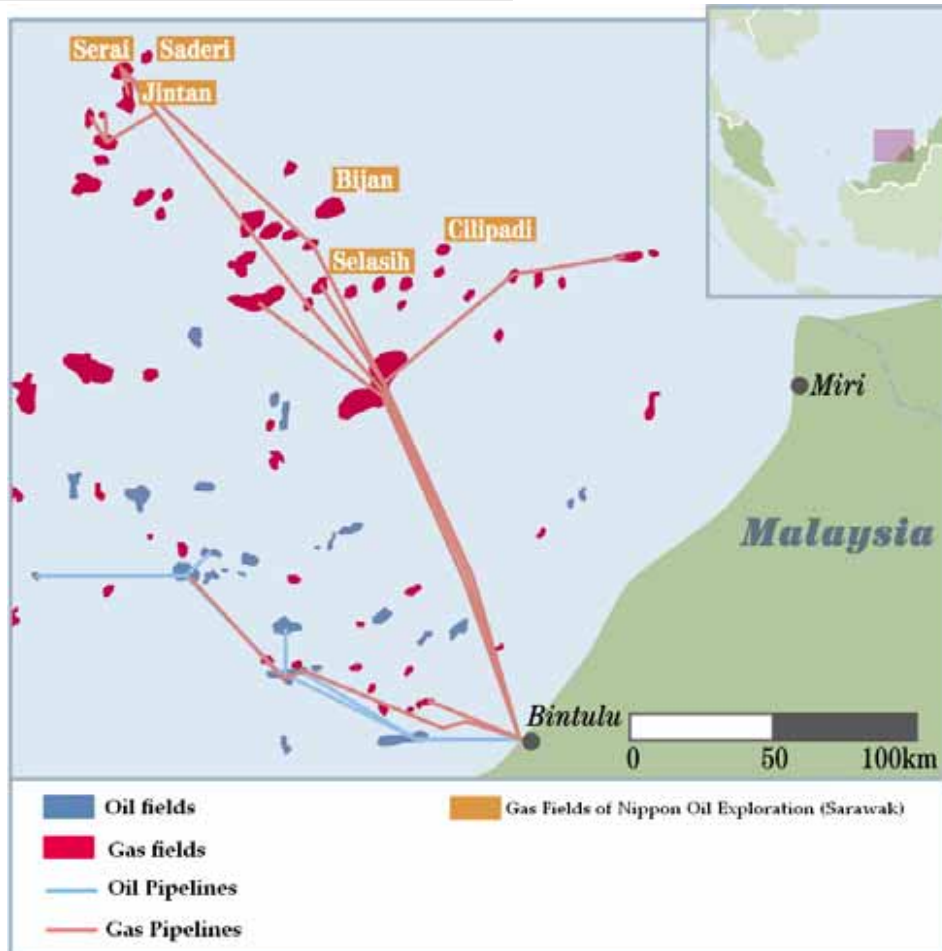 Serai Saderi
Jintan
Bijan
Cilipadi
Selasih
Miri
Malaysia
Bintulu
0 50 100km
Oil fields
Gas Fields of Nippon Oil Exploration (Sarawak)
Gas fields
Oil Pipelines
Gas Pipelines